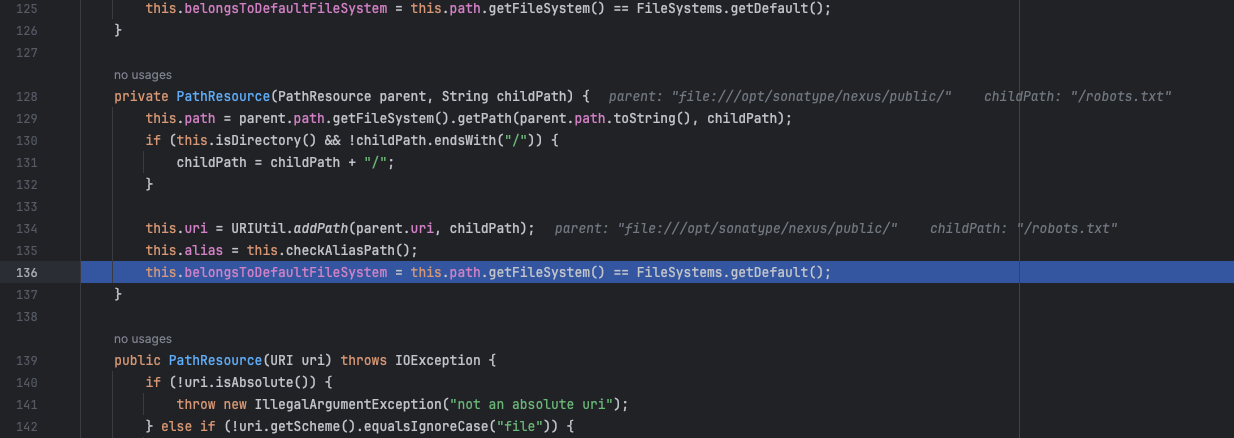 125 this.belongsToDefaultFileSystem = this.path.getFileSystem() == FileSystems.getDefault();
126 }
127
no usages
128 private PathResource(PathResource parent, String childPath) { parent: "file:///opt/sonatype/nexus/public/" childPath: "/robots.txt"
129 this.path = parent.path.getFileSystem().getPath(parent.path.toString(), childPath);
130 if (this.isDirectory() && !childPath.endsWith("/")) {
131 childPath = childPath + "/";
132 }
133
134 this.uri = URIUtil.addPath(parent.uri, childPath); parent: "file:///opt/sonatype/nexus/public/" childPath: "/robots.txt"
135 this.alias = this.checkAliasPath();
136 this.belongsToDefaultFileSystem = this.path.getFileSystem() == FileSystems.getDefault();
137 }
138
no usages
139 public PathResource(URI uri) throws IOException {
140 if (!uri.isAbsolute()) {
141 throw new IllegalArgumentException("not an absolute uri");
142 } else if (!uri.getScheme().equalsIgnoreCase("file")) {